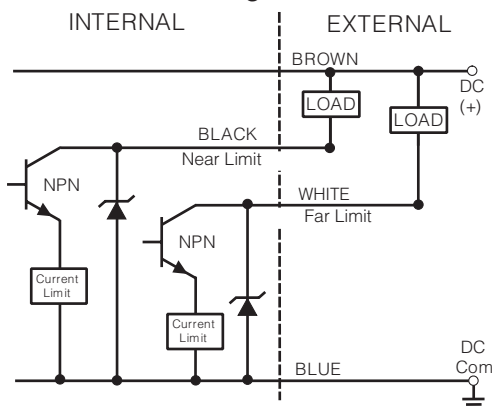 INTERNAL
EXTERNAL
BROWN
DC
(+)
LOAD
LOAD
BLACK
Near Limit
NPN
WHITE
Far Limit
NPN
Current
Limit
Current
Limit
BLUE
DC
Com